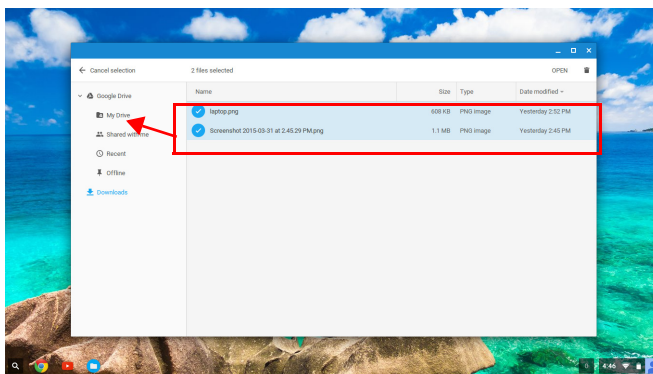 Cancel selection
2 files selected
OPEN
Google Drive
My Drive
Shared with me
Recent
Offline
Downloads
Name
Size
Type
Date modified
laptop.png
608 KB
PNG image
Yesterday 2:52 PM
Screenshot 2015-03-31 at 2.45.29 PM.png
1.1 MB
PNG image
Yesterday 2:45 PM
0
4:46